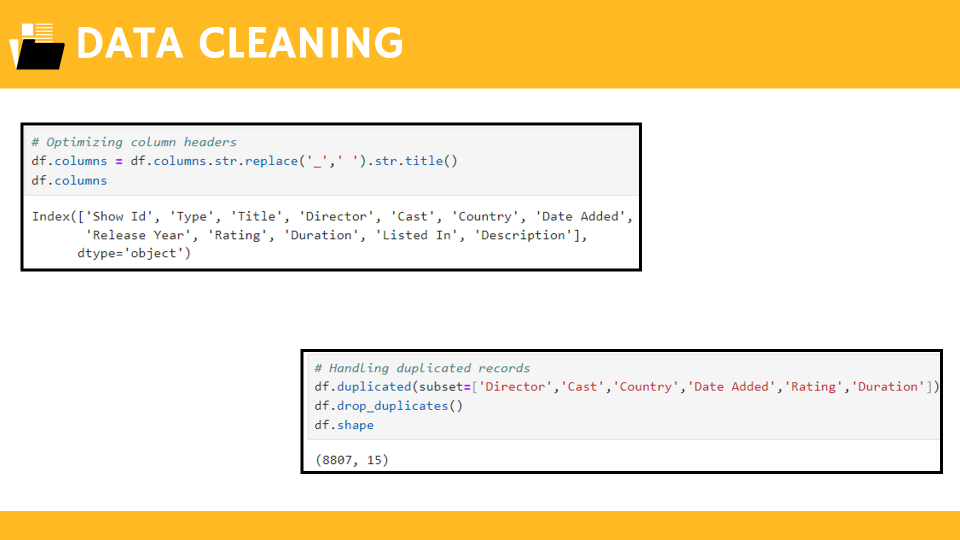 DATA CLEANING
# Optimizing column headers
df.columns = df.columns.str.replace('_',' ').str.title()
df.columns
Index(['Show Id', 'Type', 'Title', 'Director', 'Cast', 'Country', 'Date Added',
'Release Year', 'Rating', 'Duration', 'Listed In', 'Description'],
dtype='object')
# Handling duplicated records
df.duplicated(subset=['Director','Cast','Country','Date Added','Rating','Duration'])
df.drop_duplicates()
df.shape
(8807, 15)